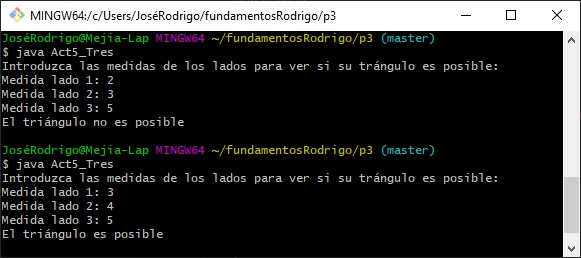 MINGW64:/c/Users/JoséRodrigo/fundamentosRodrigo/p3
JoséRodrigo@Mejia-Lap MINGW64 ~/fundamentosRodrigo/p3 (master)
$ java Act5_Tres
Introduzca las medidas de los lados para ver si su trángulo es posible:
Medida lado 1: 2
Medida lado 2: 3
Medida lado 3: 5
El triángulo no es posible
JoséRodrigo@Mejia-Lap MINGW64 ~/fundamentosRodrigo/p3 (master)
$ java Act5_Tres
Introduzca las medidas de los lados para ver si su trángulo es posible:
Medida lado 1: 3
Medida lado 2: 4
Medida lado 3: 5
El triángulo es posible